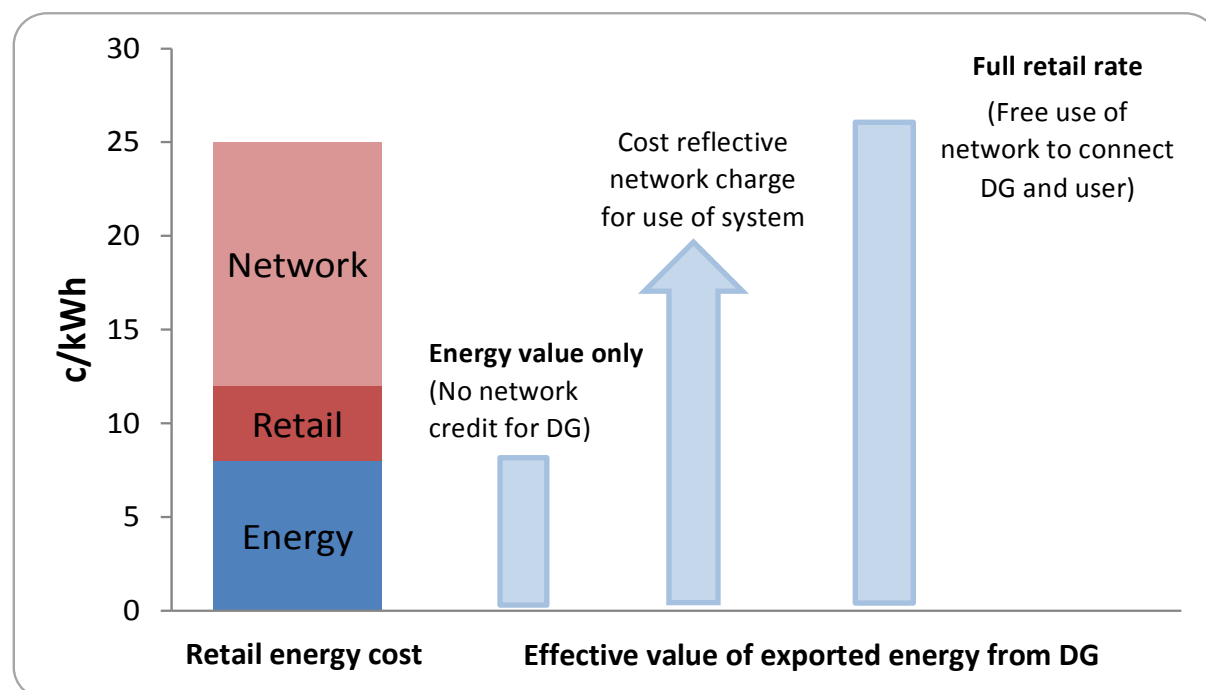 30
25
20
15
10
5
0
c/kWh
Network
Retail
Energy
Energy value only
(No network
credit for DG)
Cost reflective
network charge
for use of system
Full retail rate
(Free use of
network to connect
DG and user)
Retail energy cost
Effective value of exported energy from DG